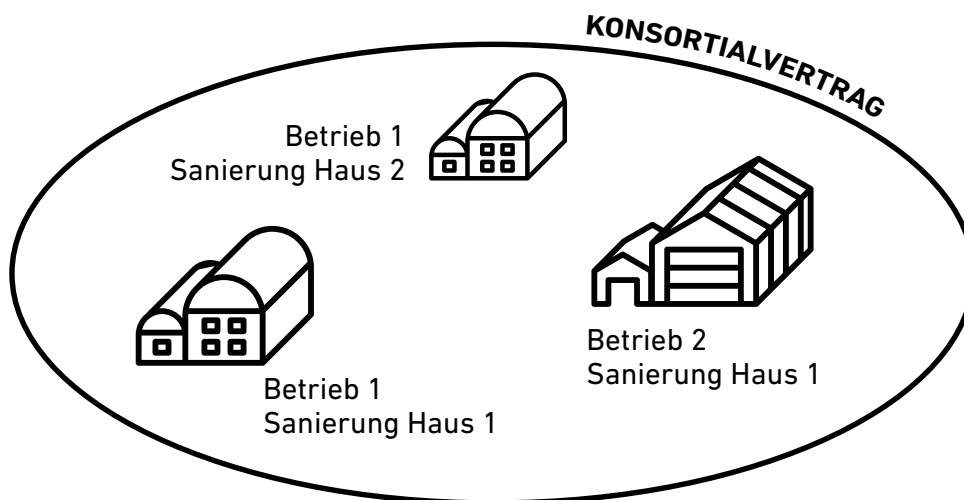 KONSORTIALVERTRAG
Betrieb 1
Sanierung Haus 2
Betrieb 2
Sanierung Haus 1
Betrieb 1
Sanierung Haus 1